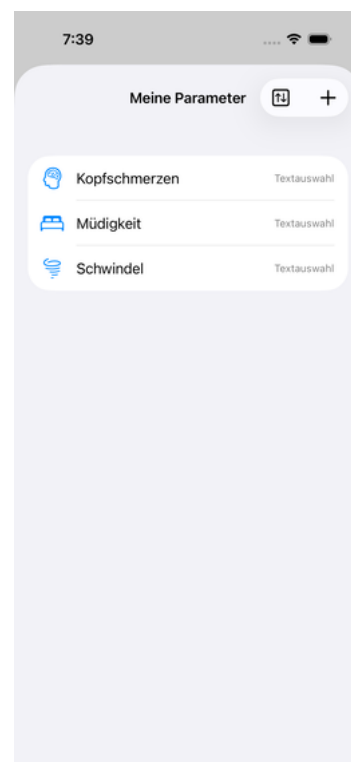 7:39
Meine Parameter
Kopfschmerzen Textauswahl
Müdigkeit Textauswahl
Schwindel Textauswahl